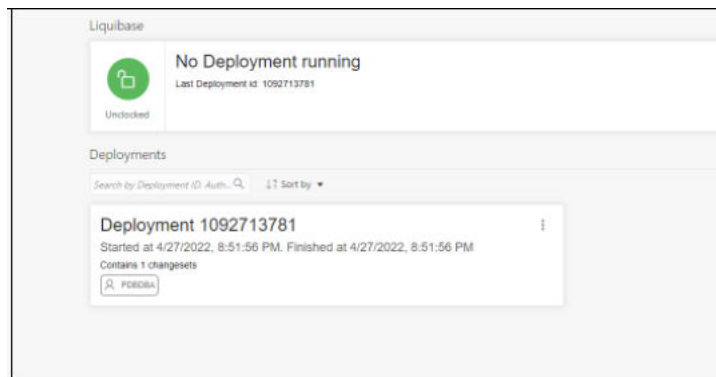 Liquibase
No Deployment running
Last Deployment id: 1092713781
Unclocked
Deployments
Search by Deployment ID, Auth... Sort by
Deployment 1092713781
Started at 4/27/2022, 8:51:56 PM. Finished at 4/27/2022, 8:51:56 PM
Contains 1 changesets
PDBDBA